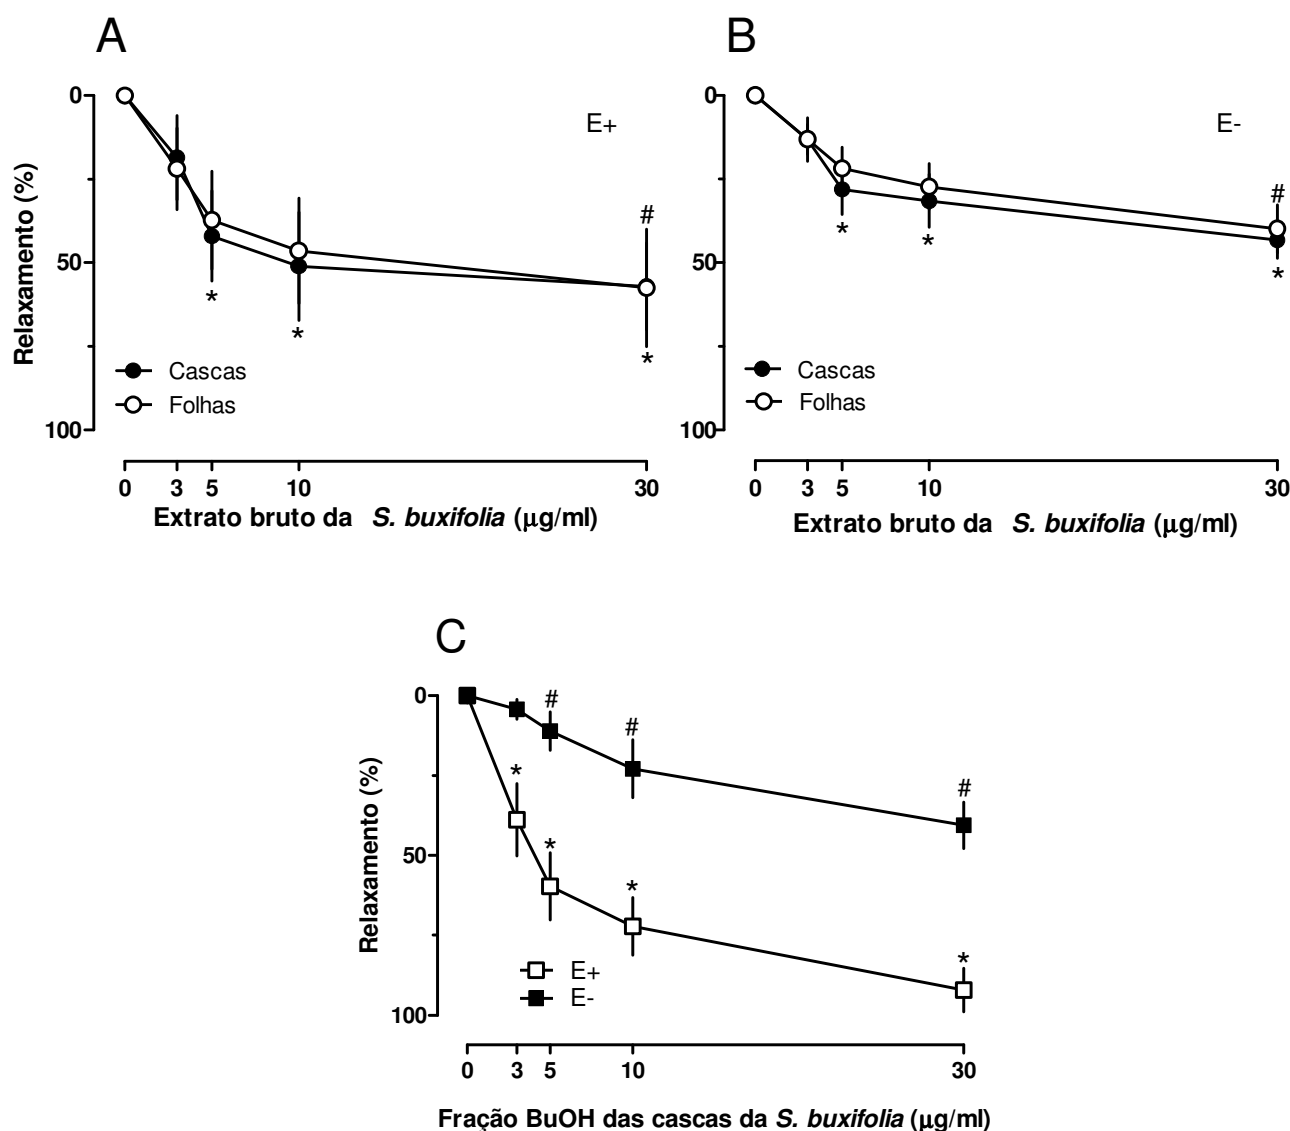 A
0
50
100
Relaxamento (%)
E+
#
*
*
*
Cascas
Folhas
0 3 5 10 30
Extrato bruto da S. buxifolia (µg/ml)
B
0
50
100
E-
#
*
*
*
Cascas
Folhas
0 3 5 10 30
Extrato bruto da S. buxifolia (µg/ml)
C
0
50
100
Relaxamento (%)
#
#
#
*
*
*
*
E+
E-
0 3 5 10 30
Fração BuOH das cascas da S. buxifolia (µg/ml)